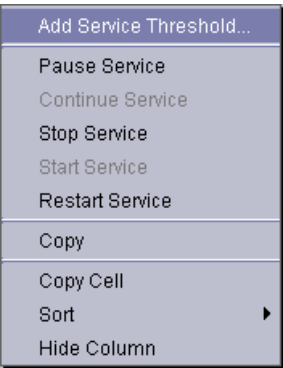 Add Service Threshold...
Pause Service
Continue Service
Stop Service
Start Service
Restart Service
Copy
Copy Cell
Sort
Hide Column